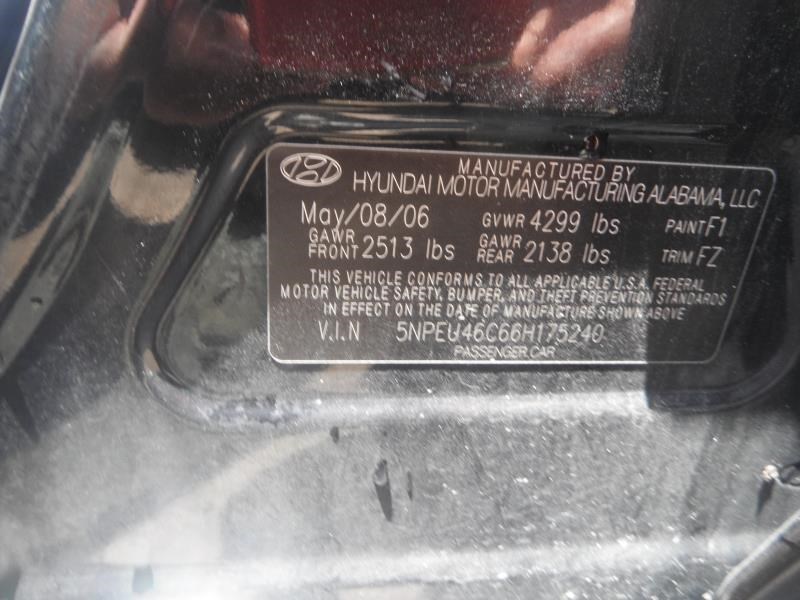 MANUFACTURED BY
HYUNDAI MOTOR MANUFACTURING ALABAMA, LLC
May/08/06 GVWR 4299 lbs PAINT F1
GAWR FRONT 2513 lbs GAWR REAR 2138 lbs TRIM FZ
THIS VEHICLE CONFORMS TO ALL APPLICABLE U.S.A. FEDERAL
MOTOR VEHICLE SAFETY, BUMPER, AND THEFT PREVENTION STANDARDS
IN EFFECT ON THE DATE OF MANUFACTURE SHOWN ABOVE
V.I.N 5NPEU46C66H175240
PASSENGER CAR